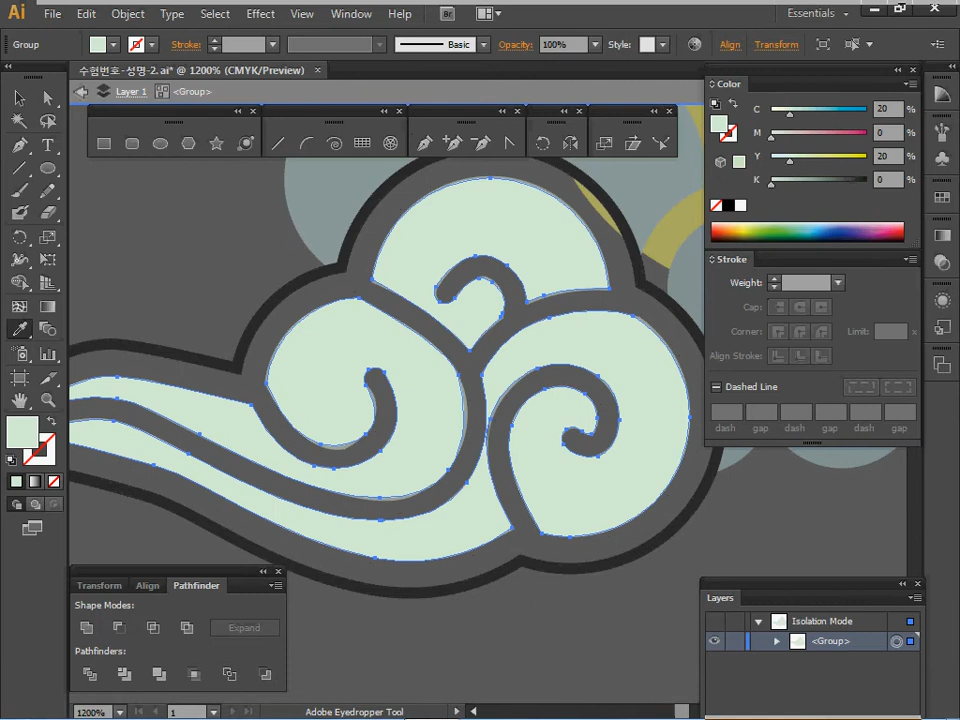 Ai File Edit Object Type Select Effect View Window Help Br Essentials
Group Stroke: Basic Opacity: 100% Style: Align Transform
수험번호-성명-2.ai* @ 1200% (CMYK/Preview) ×
Layer 1 <Group>
Color
C 20 %
M 0 %
Y 20 %
K 0 %
Stroke
Weight:
Cap:
Corner: Limit: x
Align Stroke:
Dashed Line
dash gap dash gap dash gap
Transform Align Pathfinder
Shape Modes:
Expand
Pathfinders:
Layers
Isolation Mode
<Group>
1200% 1 Adobe Eyedropper Tool